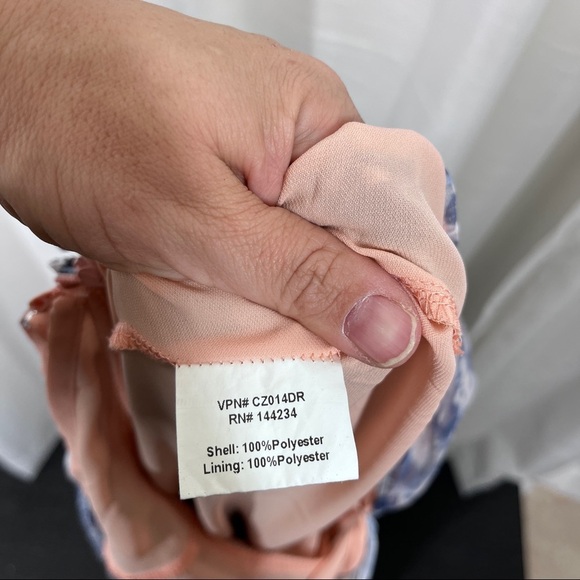 VPN# CZ014DR
RN# 144234
Shell: 100%Polyester
Lining: 100%Polyester